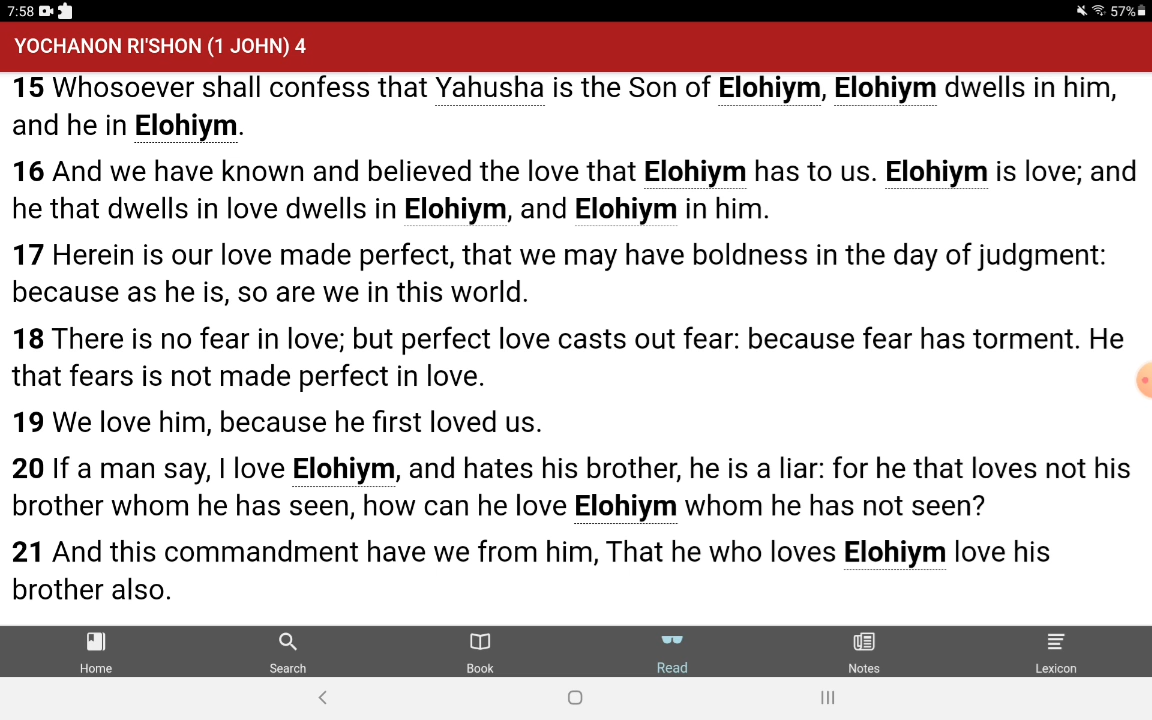 7:58
57%
YOCHANON RI'SHON (1 JOHN) 4
15 Whosoever shall confess that Yahusha is the Son of Elohiym, Elohiym dwells in him,
and he in Elohiym.
16 And we have known and believed the love that Elohiym has to us. Elohiym is love; and
he that dwells in love dwells in Elohiym, and Elohiym in him.
17 Herein is our love made perfect, that we may have boldness in the day of judgment:
because as he is, so are we in this world.
18 There is no fear in love; but perfect love casts out fear: because fear has torment. He
that fears is not made perfect in love.
19 We love him, because he first loved us.
20 If a man say, I love Elohiym, and hates his brother, he is a liar: for he that loves not his
brother whom he has seen, how can he love Elohiym whom he has not seen?
21 And this commandment have we from him, That he who loves Elohiym love his
brother also.
Home Search Book Read Notes Lexicon